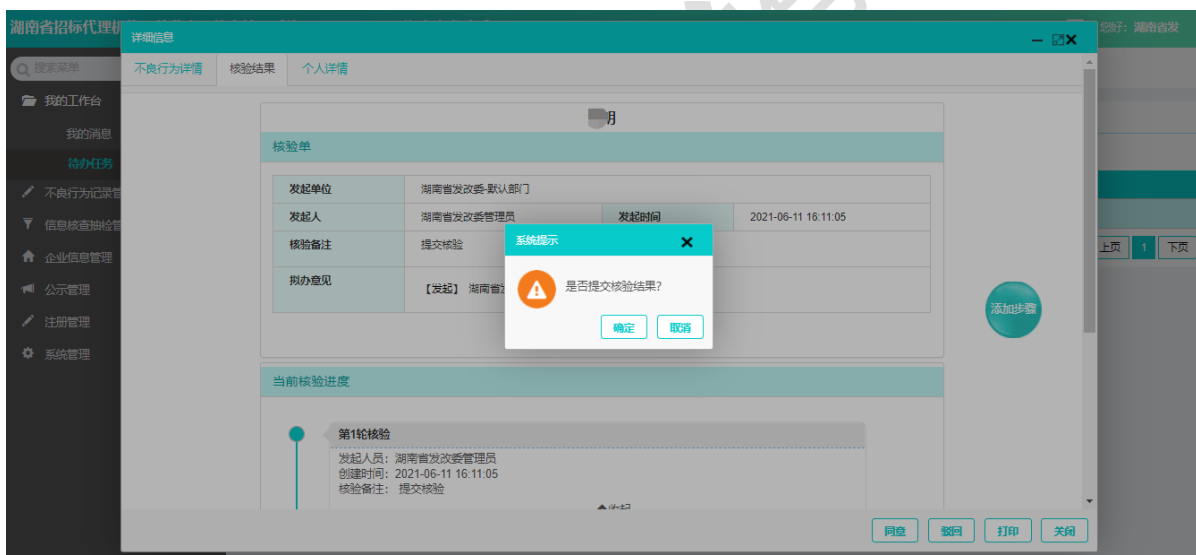 湖南省招标代理机
您好：湖南省发
详细信息
搜索菜单
不良行为详情 核验结果 个人详情
我的工作台
我的消息
待办任务
不良行为记录管
信息核查抽检管
企业信息管理
公示管理
注册管理
系统管理
核验单
发起单位 湖南省发改委-默认部门
发起人 湖南省发改委管理员 发起时间 2021-06-11 16:11:05
核验备注 提交核验
拟办意见 【发起】 湖南省发
系统提示
是否提交核验结果?
确定 取消
上页 1 下页
添加步骤
当前核验进度
第1轮核验
发起人员：湖南省发改委管理员
创建时间：2021-06-11 16:11:05
核验备注： 提交核验
收起
同意 驳回 打印 关闭